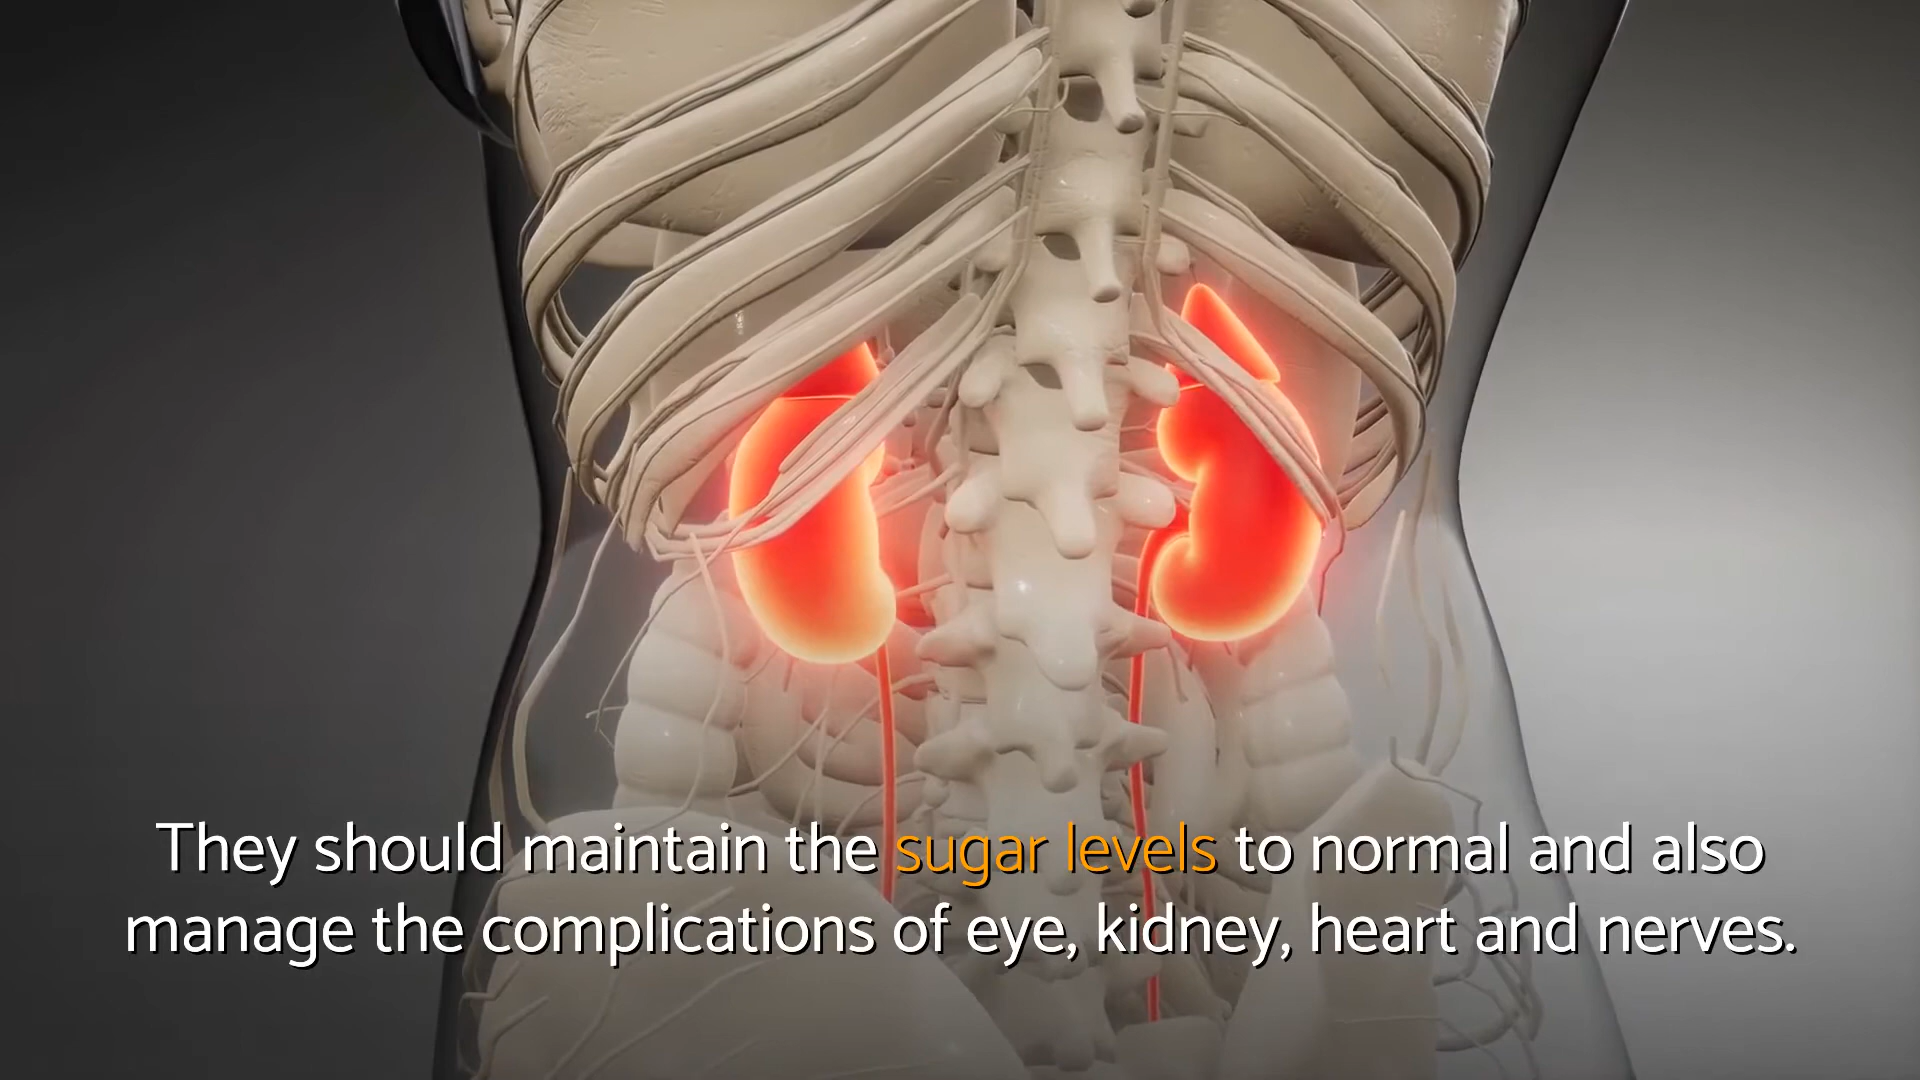 They should maintain the sugar levels to normal and also
manage the complications of eye, kidney, heart and nerves.